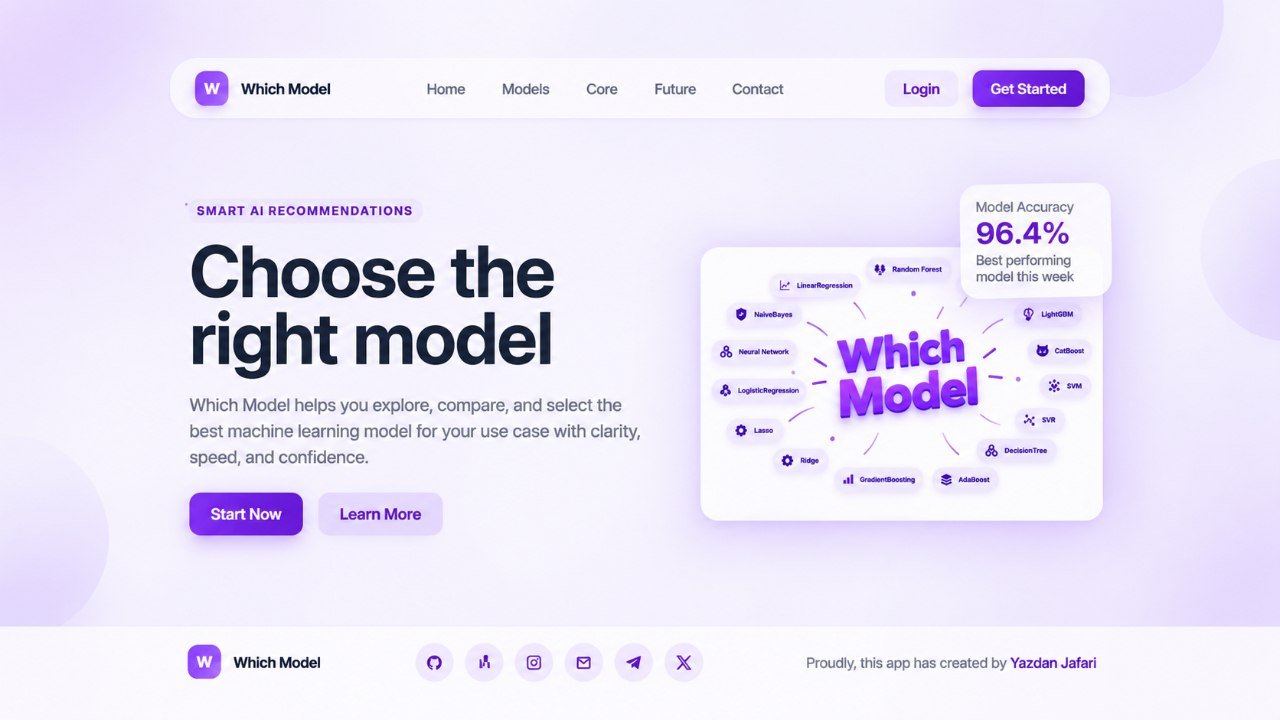 W
Which Model
Home
Models
Core
Future
Contact
Login
Get Started
SMART AI RECOMMENDATIONS
Choose the
right model
Which Model helps you explore, compare, and select the
best machine learning model for your use case with clarity,
speed, and confidence.
Start Now
Learn More
Model Accuracy
96.4%
Best performing
model this week
Random Forest
LinearRegression
NaiveBayes
LightGBM
Neural Network
CatBoost
LogisticRegression
SVM
Lasso
SVR
Ridge
DecisionTree
GradientBoosting
AdaBoost
Which
Model
W
Which Model
Proudly, this app has created by Yazdan Jafari